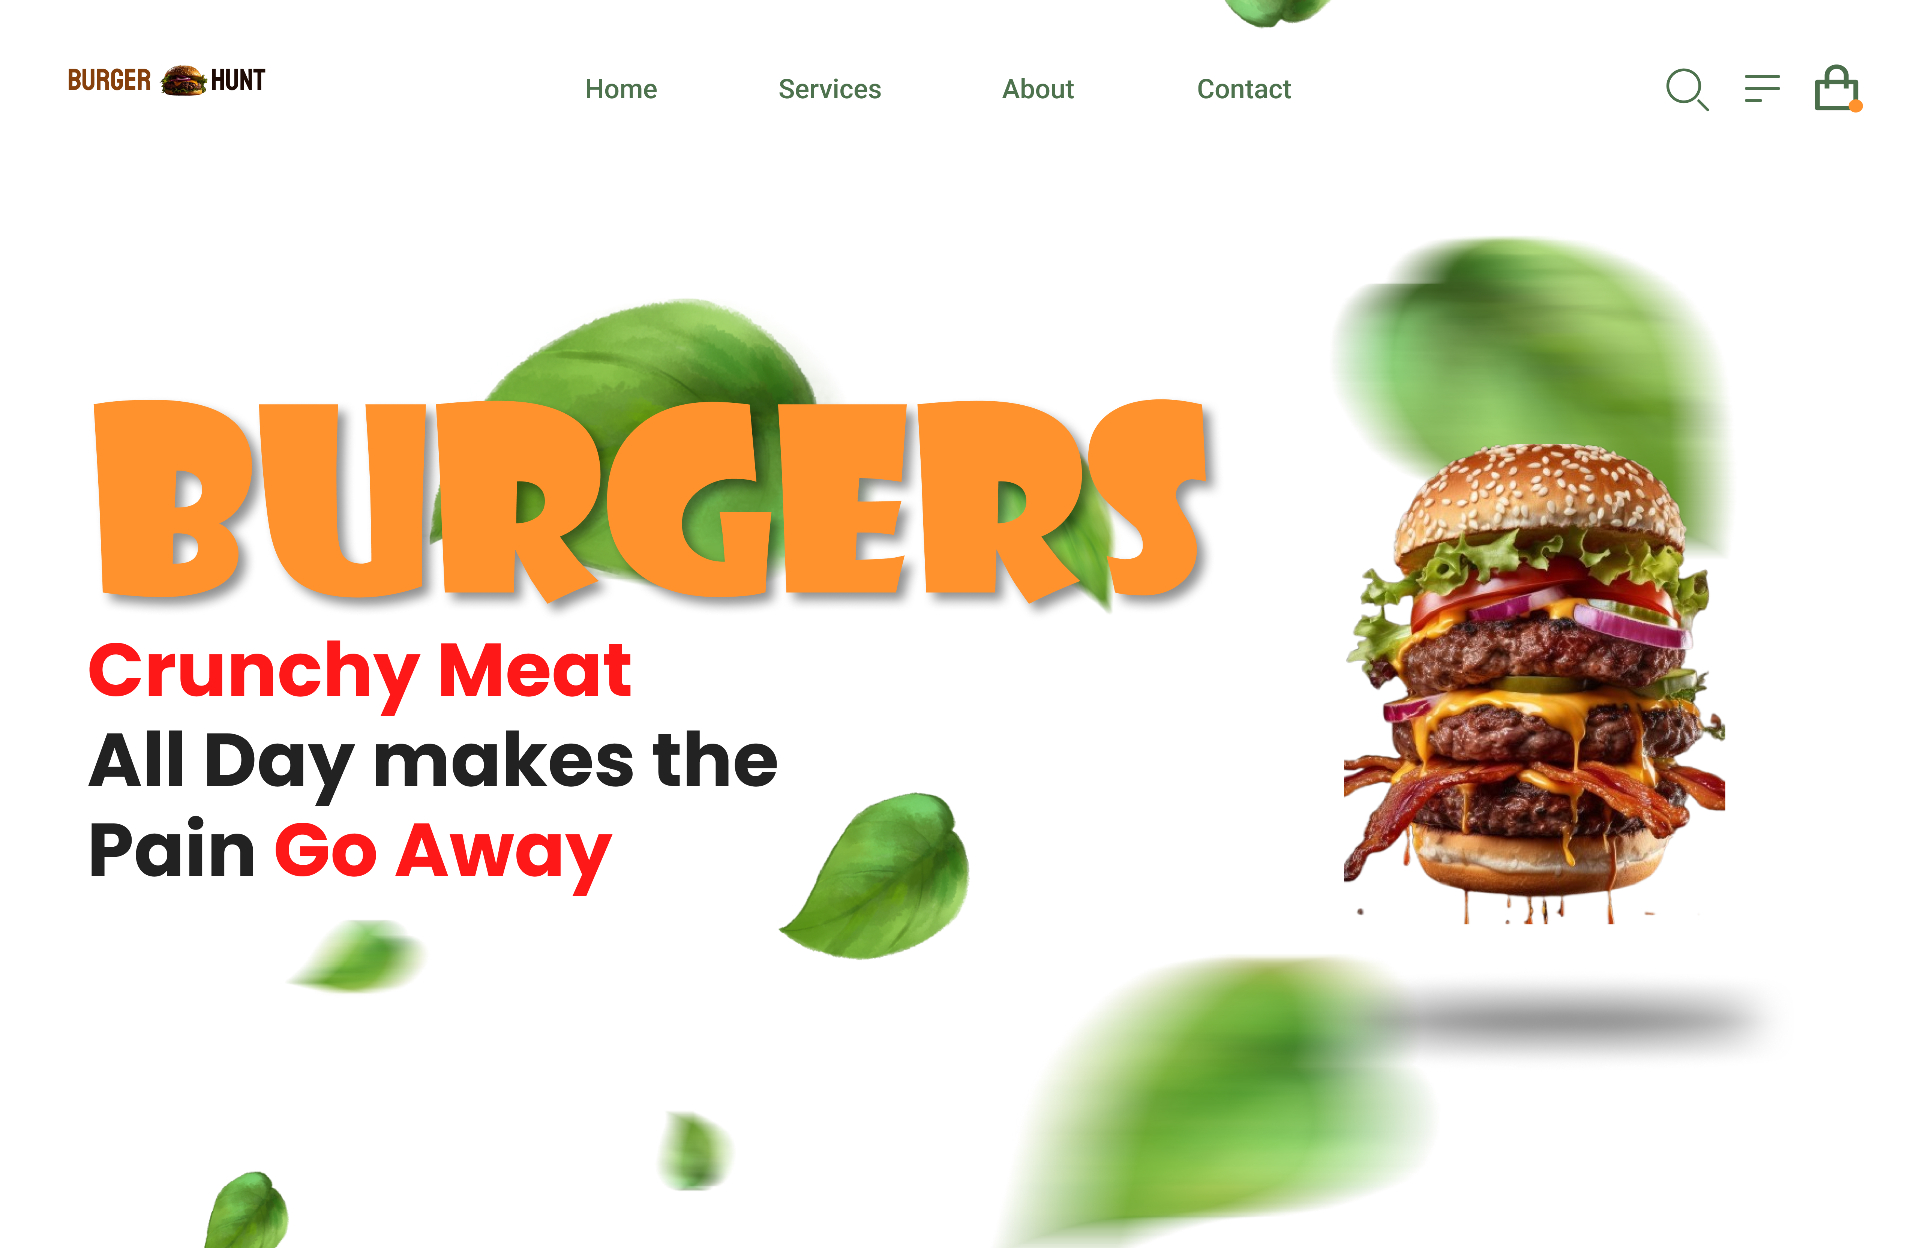 BURGER HUNT
Home Services About Contact
BURGERS
Crunchy Meat
All Day makes the
Pain Go Away